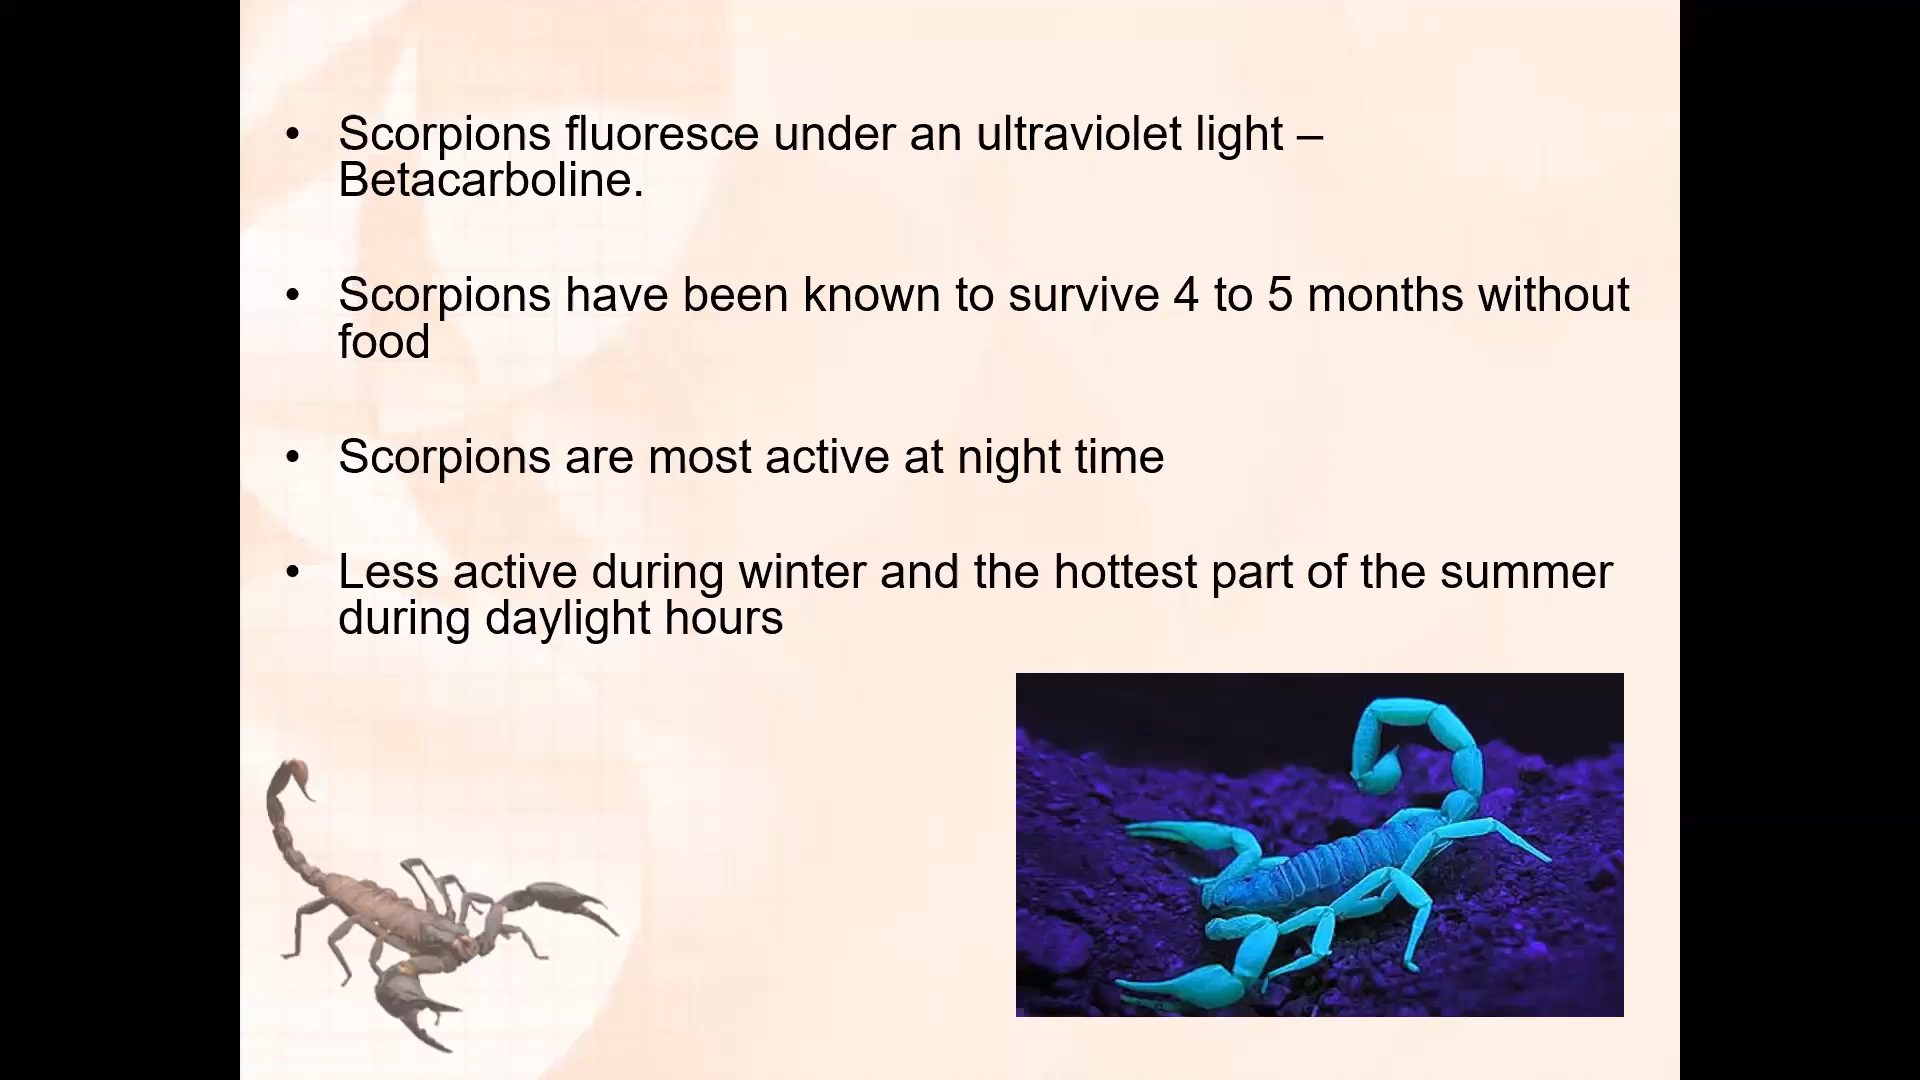 • Scorpions fluoresce under an ultraviolet light –
Betacarboline.
• Scorpions have been known to survive 4 to 5 months without
food
• Scorpions are most active at night time
• Less active during winter and the hottest part of the summer
during daylight hours